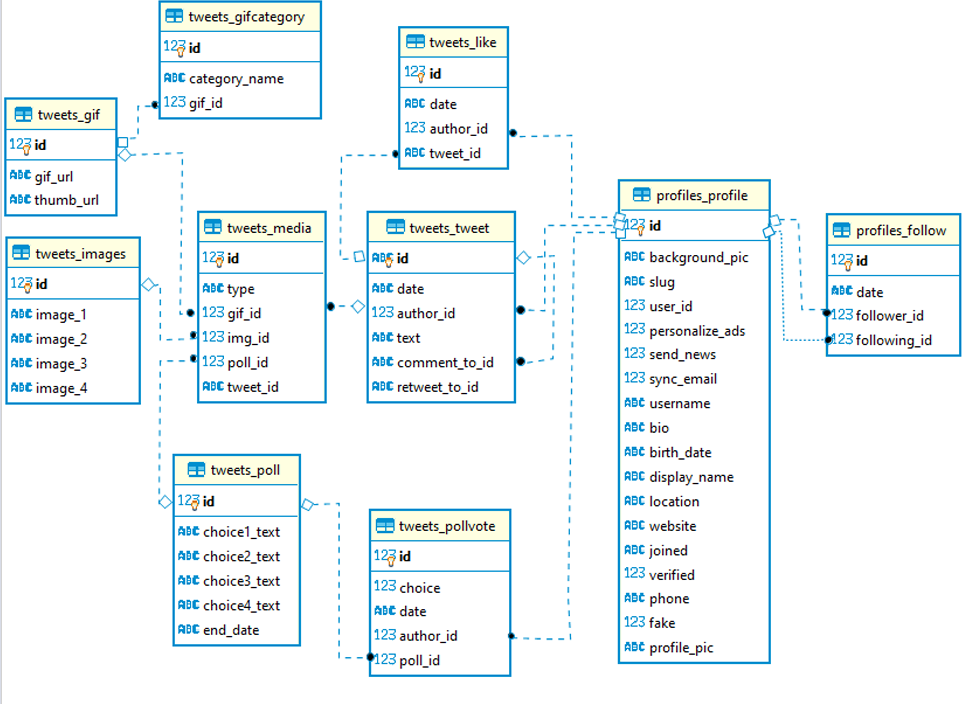 tweets_gifcategory
123 id
ABC category_name
123 gif_id
tweets_like
123 id
ABC date
123 author_id
ABC tweet_id
tweets_gif
123 id
ABC gif_url
ABC thumb_url
tweets_images
123 id
ABC image_1
ABC image_2
ABC image_3
ABC image_4
tweets_media
123 id
ABC type
123 gif_id
123 img_id
123 poll_id
ABC tweet_id
tweets_tweet
ABC id
ABC date
123 author_id
ABC text
ABC comment_to_id
ABC retweet_to_id
profiles_profile
123 id
ABC background_pic
ABC slug
123 user_id
123 personalize_ads
123 send_news
123 sync_email
ABC username
ABC bio
ABC birth_date
ABC display_name
ABC location
ABC website
ABC joined
123 verified
ABC phone
123 fake
ABC profile_pic
profiles_follow
123 id
ABC date
123 follower_id
123 following_id
tweets_poll
123 id
ABC choice1_text
ABC choice2_text
ABC choice3_text
ABC choice4_text
ABC end_date
tweets_pollvote
123 id
123 choice
ABC date
123 author_id
123 poll_id